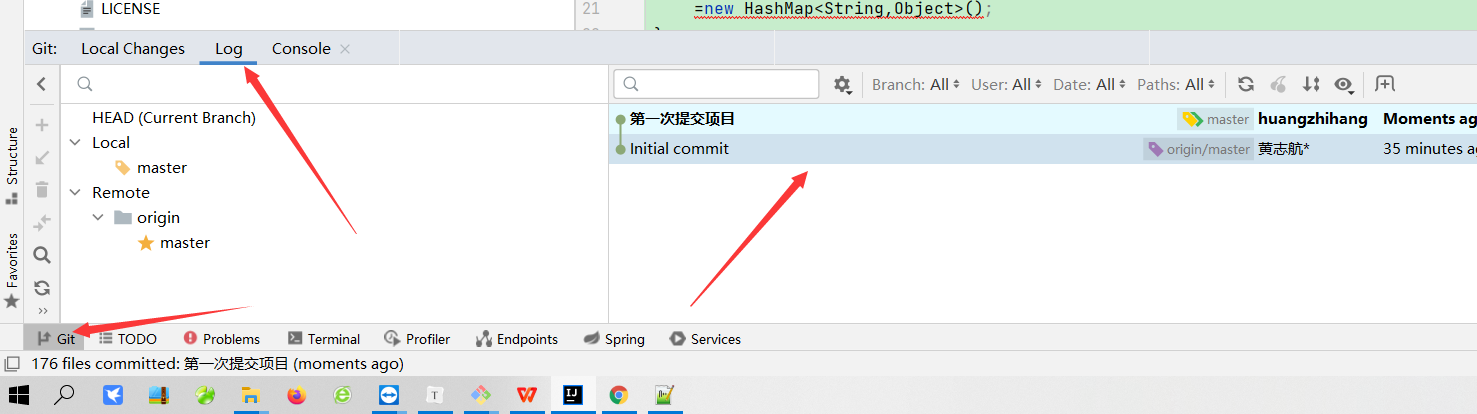 LICENSE
21 =new HashMap<String,Object>();
Git: Local Changes Log Console
Branch: All User: All Date: All Paths: All
HEAD (Current Branch)
Local
master
Remote
origin
master
第一次提交项目 master huangzhihang Moments ag
Initial commit origin/master 黄志航* 35 minutes ag
Structure
Favorites
Git TODO Problems Terminal Profiler Endpoints Spring Services
176 files committed: 第一次提交项目 (moments ago)